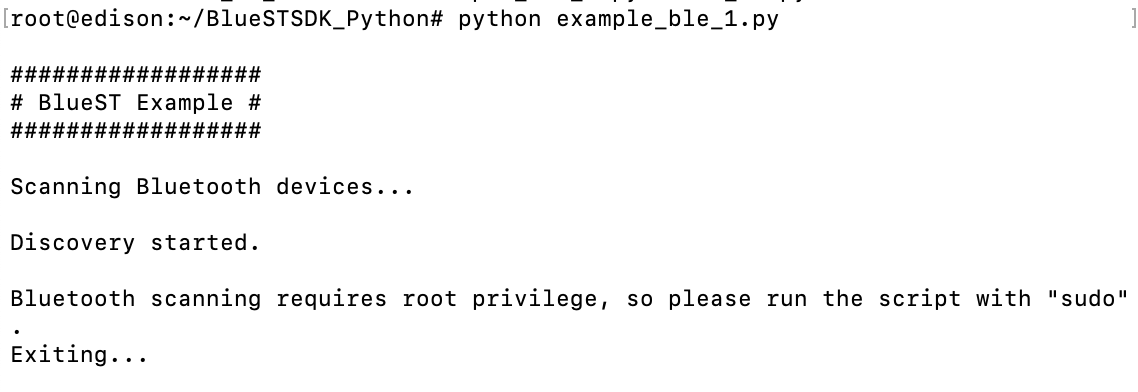 [root@edison:~/BlueSTSDK_Python# python example_ble_1.py ]
##################
# BlueST Example #
##################
Scanning Bluetooth devices...
Discovery started.
Bluetooth scanning requires root privilege, so please run the script with "sudo"
.
Exiting...